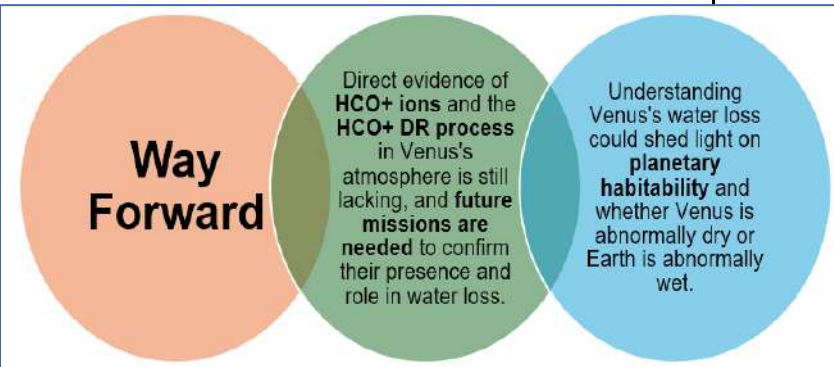 Way
Forward
Direct evidence of
HCO+ ions and the
HCO+ DR process
in Venus's
atmosphere is still
lacking, and future
missions are
needed to confirm
their presence and
role in water loss.
Understanding
Venus's water loss
could shed light on
planetary
habitability and
whether Venus is
abnormally dry or
Earth is abnormally
wet.